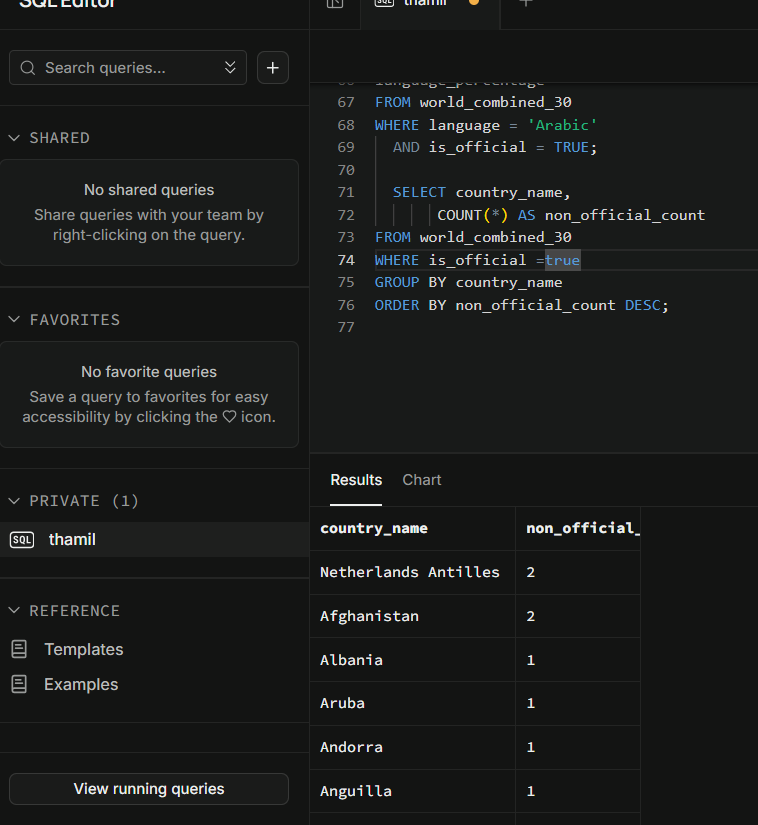 SQL Editor
Search queries...
SHARED
No shared queries
Share queries with your team by
right-clicking on the query.
FAVORITES
No favorite queries
Save a query to favorites for easy
accessibility by clicking the ♡ icon.
PRIVATE (1)
SQL thamil
REFERENCE
Templates
Examples
View running queries
SQL thamil
66 language_percentage
67 FROM world_combined_30
68 WHERE language = 'Arabic'
69 AND is_official = TRUE;
70
71 SELECT country_name,
72 COUNT(*) AS non_official_count
73 FROM world_combined_30
74 WHERE is_official =true
75 GROUP BY country_name
76 ORDER BY non_official_count DESC;
77
Results Chart
country_name non_official_
Netherlands Antilles 2
Afghanistan 2
Albania 1
Aruba 1
Andorra 1
Anguilla 1